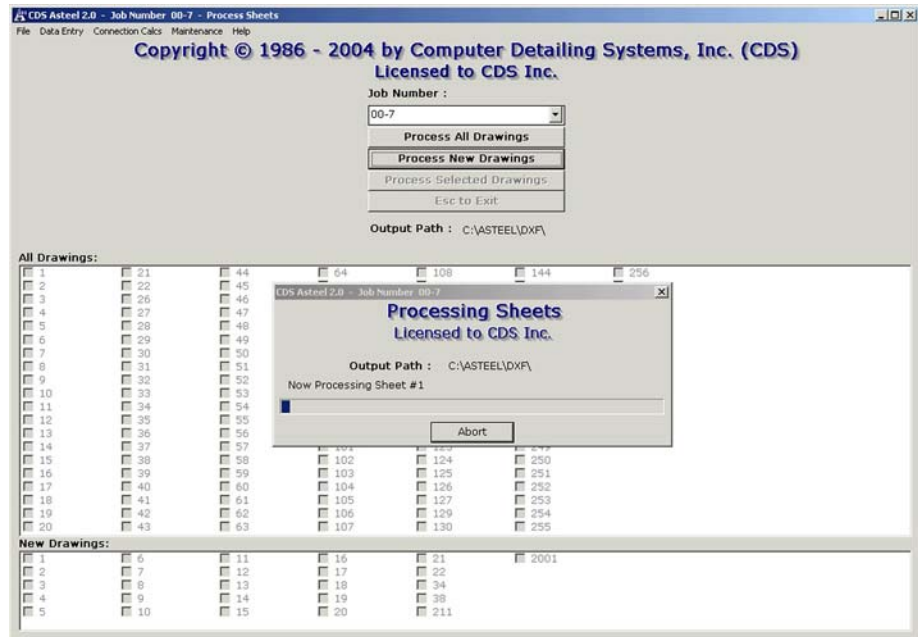 CDS Asteel 2.0 - Job Number 00-7 - Process Sheets
File Data Entry Connection Calcs Maintenance Help
Copyright © 1986 - 2004 by Computer Detailing Systems, Inc. (CDS)
Licensed to CDS Inc.
Job Number :
00-7
Process All Drawings
Process New Drawings
Process Selected Drawings
Esc to Exit
Output Path : C:\ASTEEL\DXF\
All Drawings:
1 21 44 64 108 144 256
2 22 45
3 26 46
4 27 47
5 28 48
6 29 49
7 30 50
8 31 51
9 32 52
10 33 53
11 34 54
12 35 55
13 36 56
14 37 57
15 38 58 102 124 250
16 39 59 103 125 251
17 40 60 104 126 252
18 41 61 105 127 253
19 42 62 106 129 254
20 43 63 107 130 255
CDS Asteel 2.0 - Job Number 00-7
Processing Sheets
Licensed to CDS Inc.
Output Path : C:\ASTEEL\DXF\
Now Processing Sheet #1
Abort
New Drawings:
1 6 11 16 21 2001
2 7 12 17 22
3 8 13 18 34
4 9 14 19 38
5 10 15 20 211